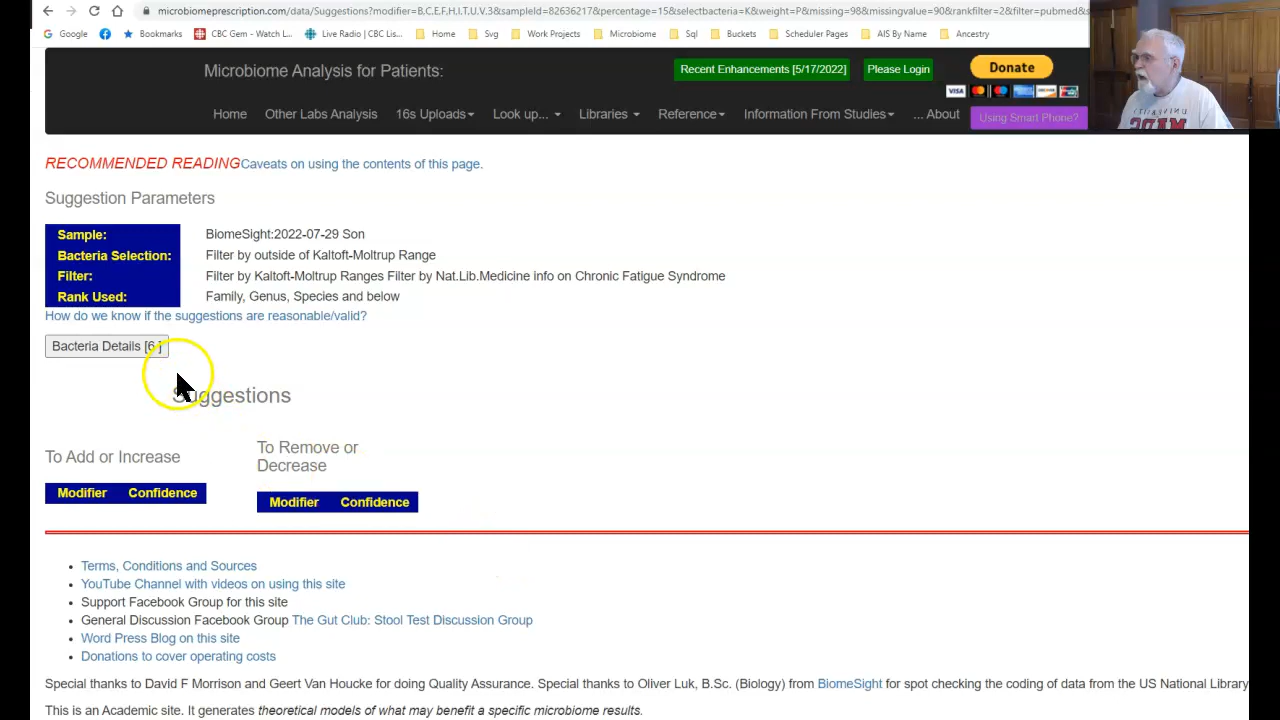 microbiomeprescription.com/data/Suggestions?modifier=B,C,E,F,H,I,T,U,V,3&sampleId=82636217&percentage=15&selectbacteria=K&weight=P&missing=98&missingvalue=90&rankfilter=2&filter=pubmed&s
Google Bookmarks CBC Gem - Watch L... Live Radio | CBC Lis... Home Svg Work Projects Microbiome Sql Buckets Scheduler Pages AIS By Name Ancestry
Microbiome Analysis for Patients: Recent Enhancements [5/17/2022] Please Login Donate
VISA
Home Other Labs Analysis 16s Uploads Look up... Libraries Reference Information From Studies ... About Using Smart Phone?
RECOMMENDED READINGCaveats on using the contents of this page.
Suggestion Parameters
Sample: BiomeSight:2022-07-29 Son
Bacteria Selection: Filter by outside of Kaltoft-Moltrup Range
Filter: Filter by Kaltoft-Moltrup Ranges Filter by Nat.Lib.Medicine info on Chronic Fatigue Syndrome
Rank Used: Family, Genus, Species and below
How do we know if the suggestions are reasonable/valid?
Bacteria Details [6 ]
Suggestions
To Add or Increase
Modifier Confidence
To Remove or
Decrease
Modifier Confidence
Terms, Conditions and Sources
YouTube Channel with videos on using this site
Support Facebook Group for this site
General Discussion Facebook Group The Gut Club: Stool Test Discussion Group
Word Press Blog on this site
Donations to cover operating costs
Special thanks to David F Morrison and Geert Van Houcke for doing Quality Assurance. Special thanks to Oliver Luk, B.Sc. (Biology) from BiomeSight for spot checking the coding of data from the US National Library
This is an Academic site. It generates theoretical models of what may benefit a specific microbiome results.